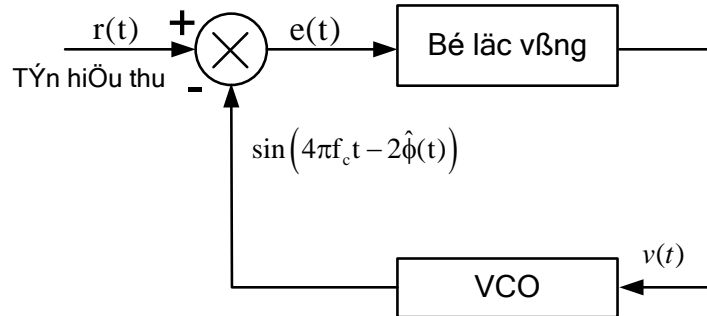 r(t)
+
e(t)
Bé läc vßng
TÝn hiÖu thu
-
sin(4πf_c t − 2φ̂(t))
v(t)
VCO